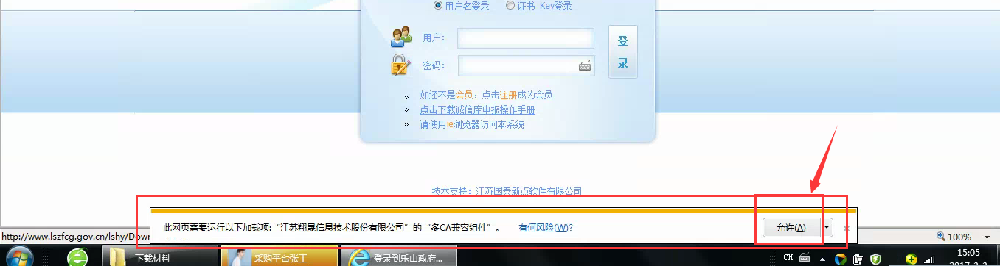 用户名登录 证书 Key登录
用户：
密码：
登录
如还不是会员，点击注册成为会员
点击下载诚信库申报操作手册
请使用ie浏览器访问本系统
技术支持：江苏国泰新点软件有限公司
此网页需要运行以下加载项: “江苏翔晟信息技术股份有限公司” 的 “多CA兼容组件”。 有何风险(W)?
允许(A)
http://www.lszfcg.gov.cn/lshy/Dow
100%
下载材料
采购平台张工
登录到乐山政府...
CH
15:05